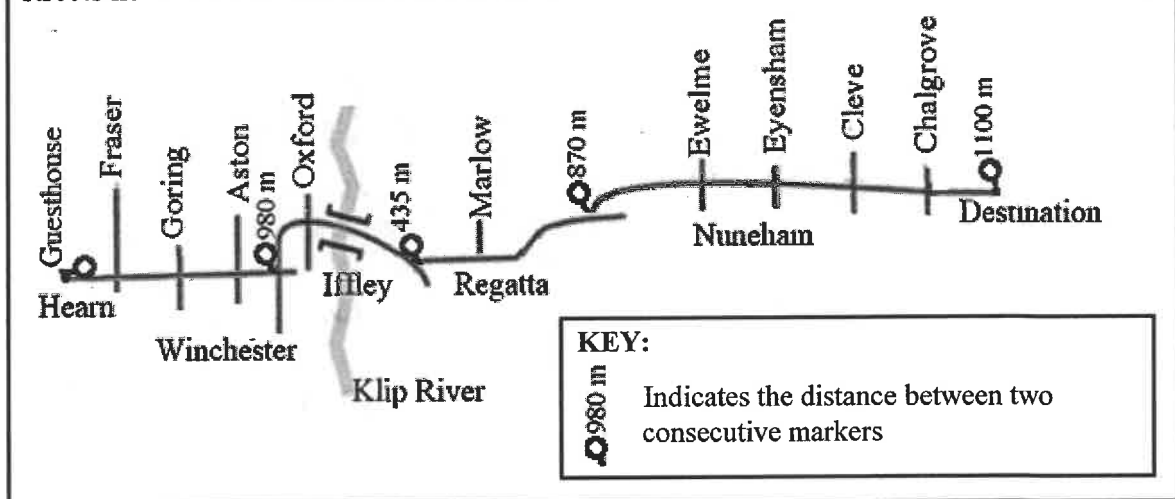 Guesthouse
Fraser
Goring
Aston
980 m
Oxford
435 m
Marlow
870 m
Ewelme
Eyensham
Cleve
Chalgrove
1100 m
Hearn
Winchester
Iffley
Regatta
Nuneham
Destination
Klip River
KEY:
980 m
Indicates the distance between two
consecutive markers